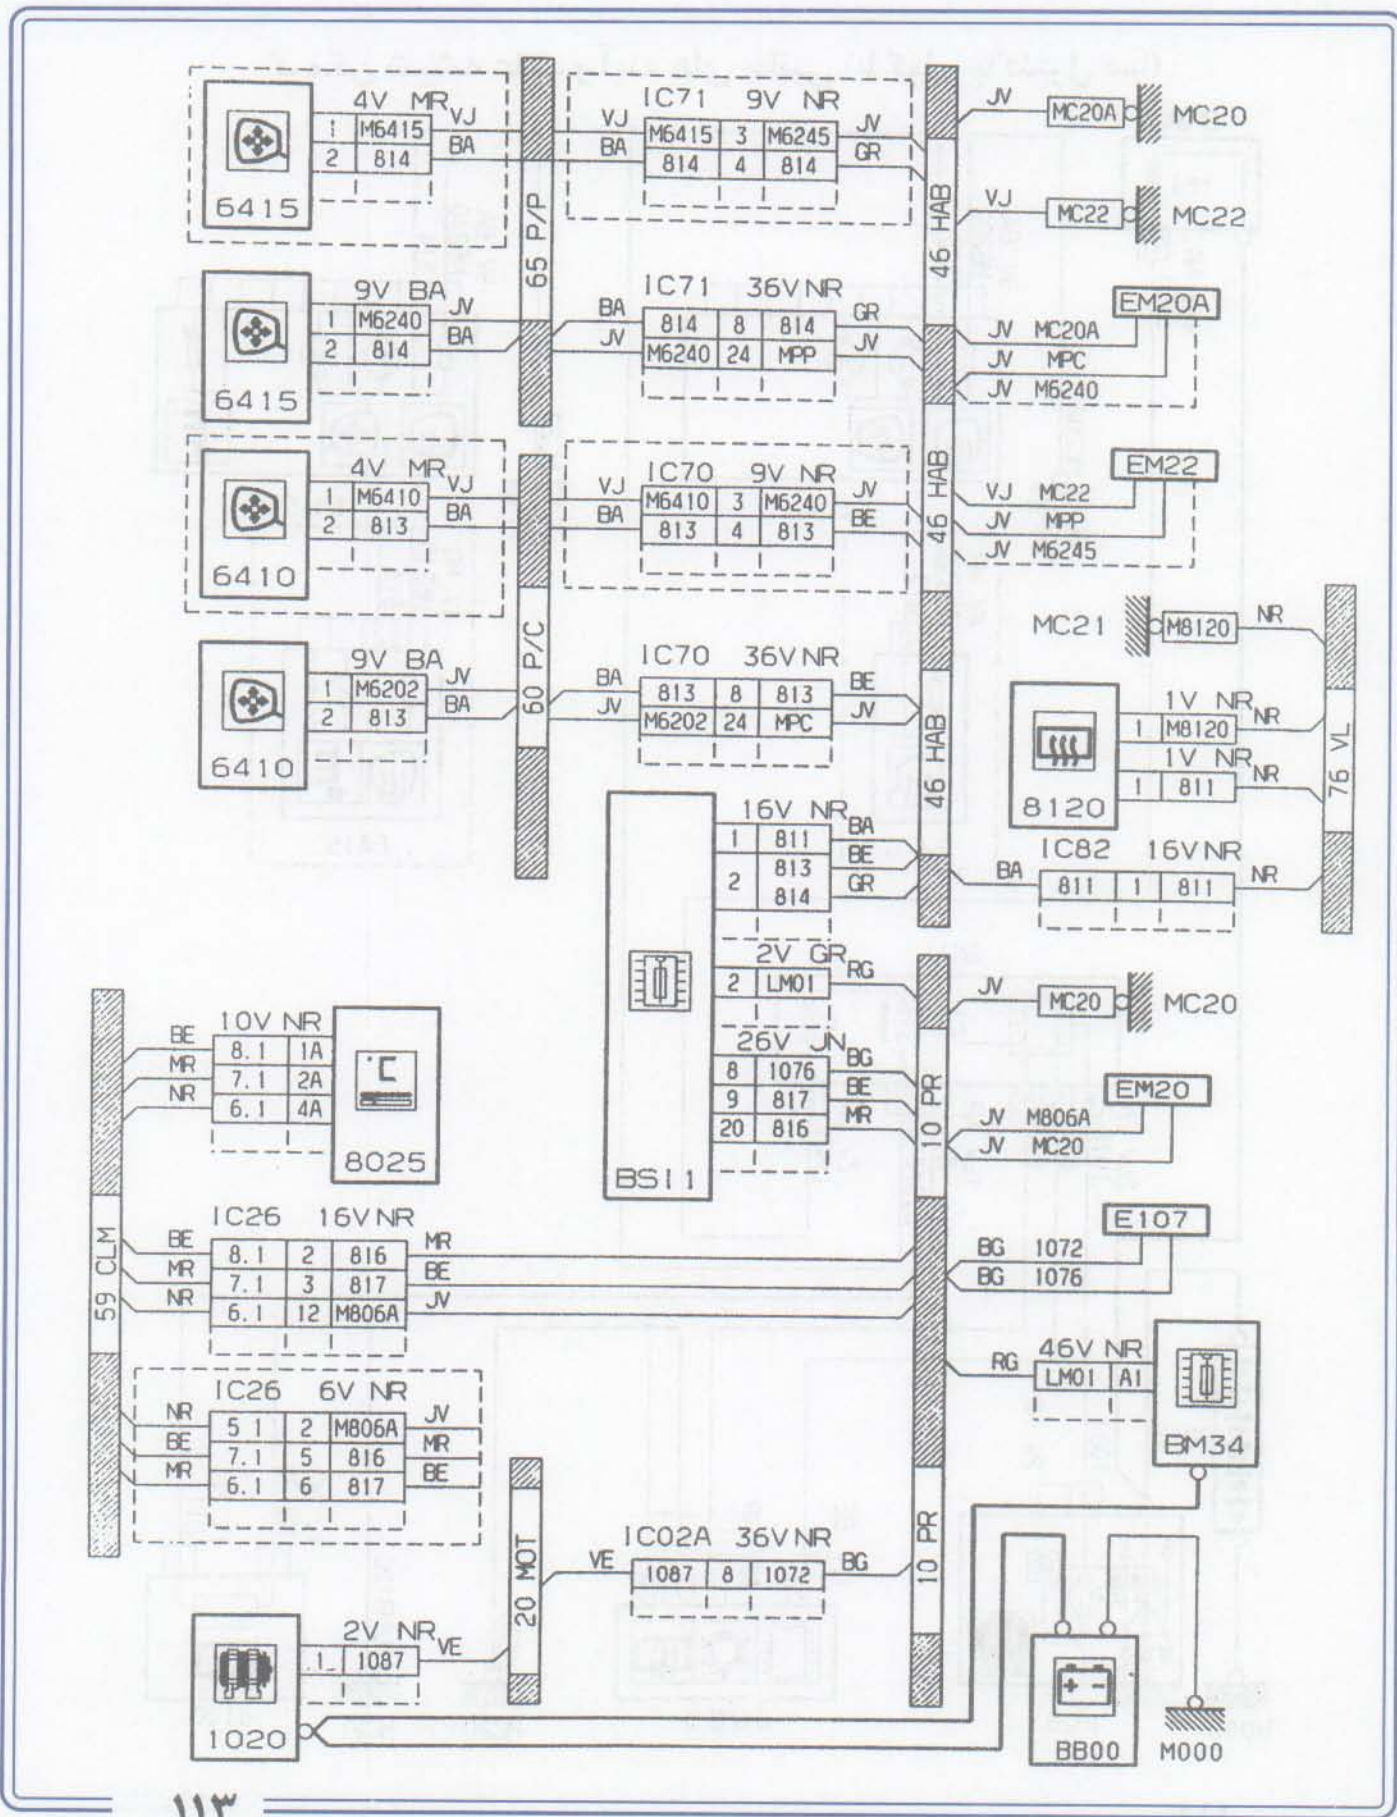 4V MR
1 M6415 VJ
2 814 BA
6415
65 P/P
IC71 9V NR
VJ M6415 3 M6245 JV
BA 814 4 814 GR
46 HAB
JV MC20A MC20
VJ MC22 MC22
9V BA
1 M6240 JV
2 814 BA
6415
IC71 36V NR
BA 814 8 814 GR
JV M6240 24 MPP JV
EM20A
JV MC20A
JV MPC
JV M6240
4V MR
1 M6410 VJ
2 813 BA
6410
60 P/C
IC70 9V NR
VJ M6410 3 M6240 JV
BA 813 4 813 BE
46 HAB
EM22
VJ MC22
JV MPP
JV M6245
9V BA
1 M6202 JV
2 813 BA
6410
IC70 36V NR
BA 813 8 813 BE
JV M6202 24 MPC JV
46 HAB
MC21 M8120 NR
1V NR
1 M8120 NR
1V NR
1 811 NR
8120
76 VL
IC82 16V NR
BA 811 1 811 NR
16V NR
1 811 BA
2 813 BE
814 GR
2V GR
2 LM01 RG
26V JN
8 1076 BG
9 817 BE
20 816 MR
BSI1
10 PR
JV MC20 MC20
EM20
JV M806A
JV MC20
E107
BG 1072
BG 1076
10V NR
BE 8.1 1A
MR 7.1 2A
NR 6.1 4A
°C
8025
59 CLM
IC26 16V NR
BE 8.1 2 816 MR
MR 7.1 3 817 BE
NR 6.1 12 M806A JV
IC26 6V NR
NR 5 1 2 M806A JV
BE 7.1 5 816 MR
MR 6.1 6 817 BE
46V NR
RG LM01 A1
BM34
20 MOT
IC02A 36V NR
VE 1087 8 1072 BG
10 PR
2V NR
1 1087 VE
1020
+ -
BB00
M000
١١٣